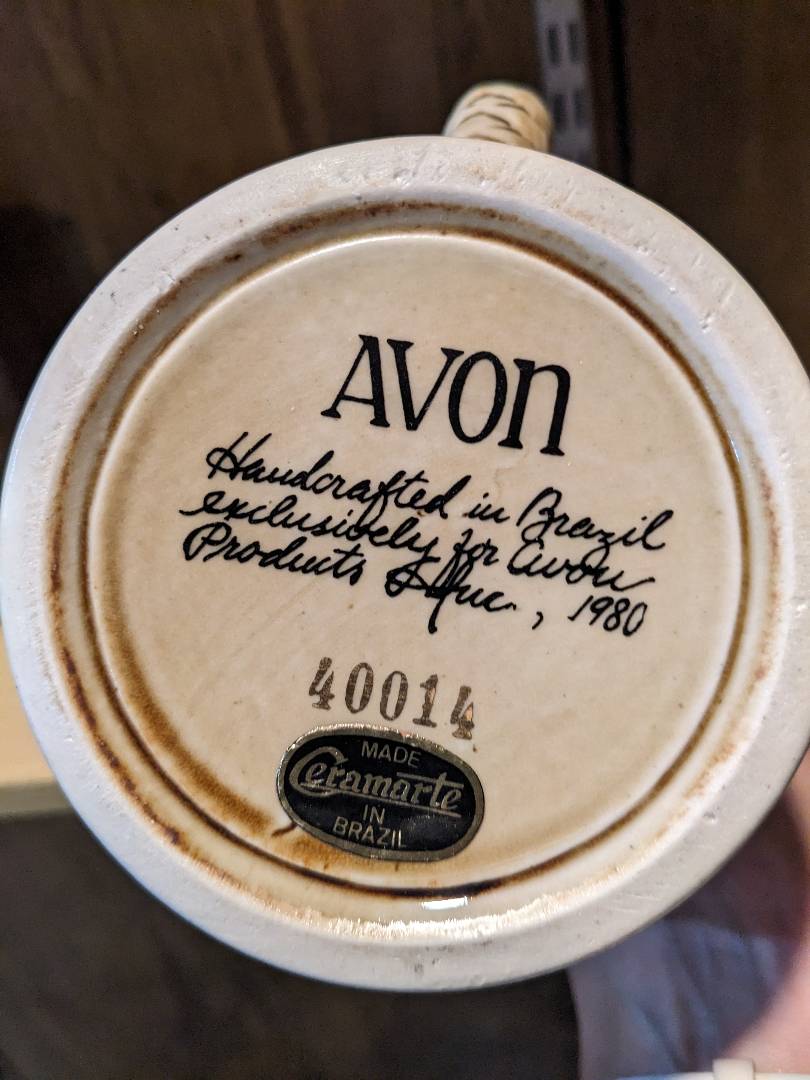 AVON
Handcrafted in Brazil
exclusively for Avon
Products Inc., 1980
40014
MADE
Ceramarte
IN
BRAZIL